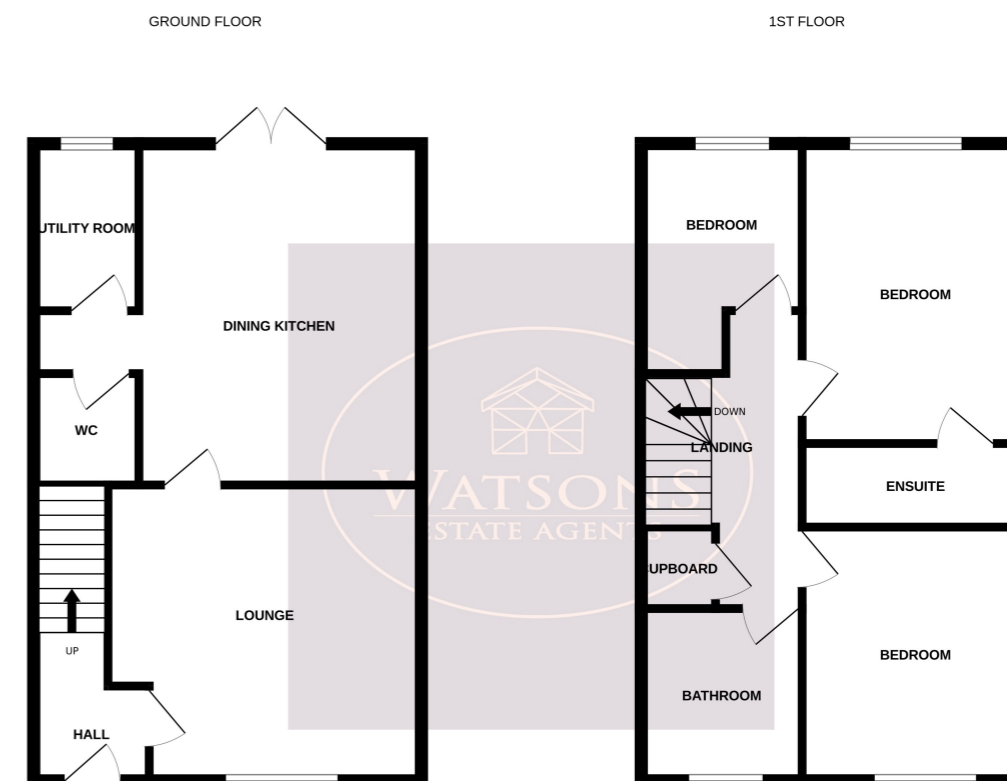 GROUND FLOOR
1ST FLOOR
UTILITY ROOM
DINING KITCHEN
WC
UP
LOUNGE
HALL
BEDROOM
BEDROOM
DOWN
LANDING
ENSUITE
CUPBOARD
BEDROOM
BATHROOM
WATSONS
ESTATE AGENTS